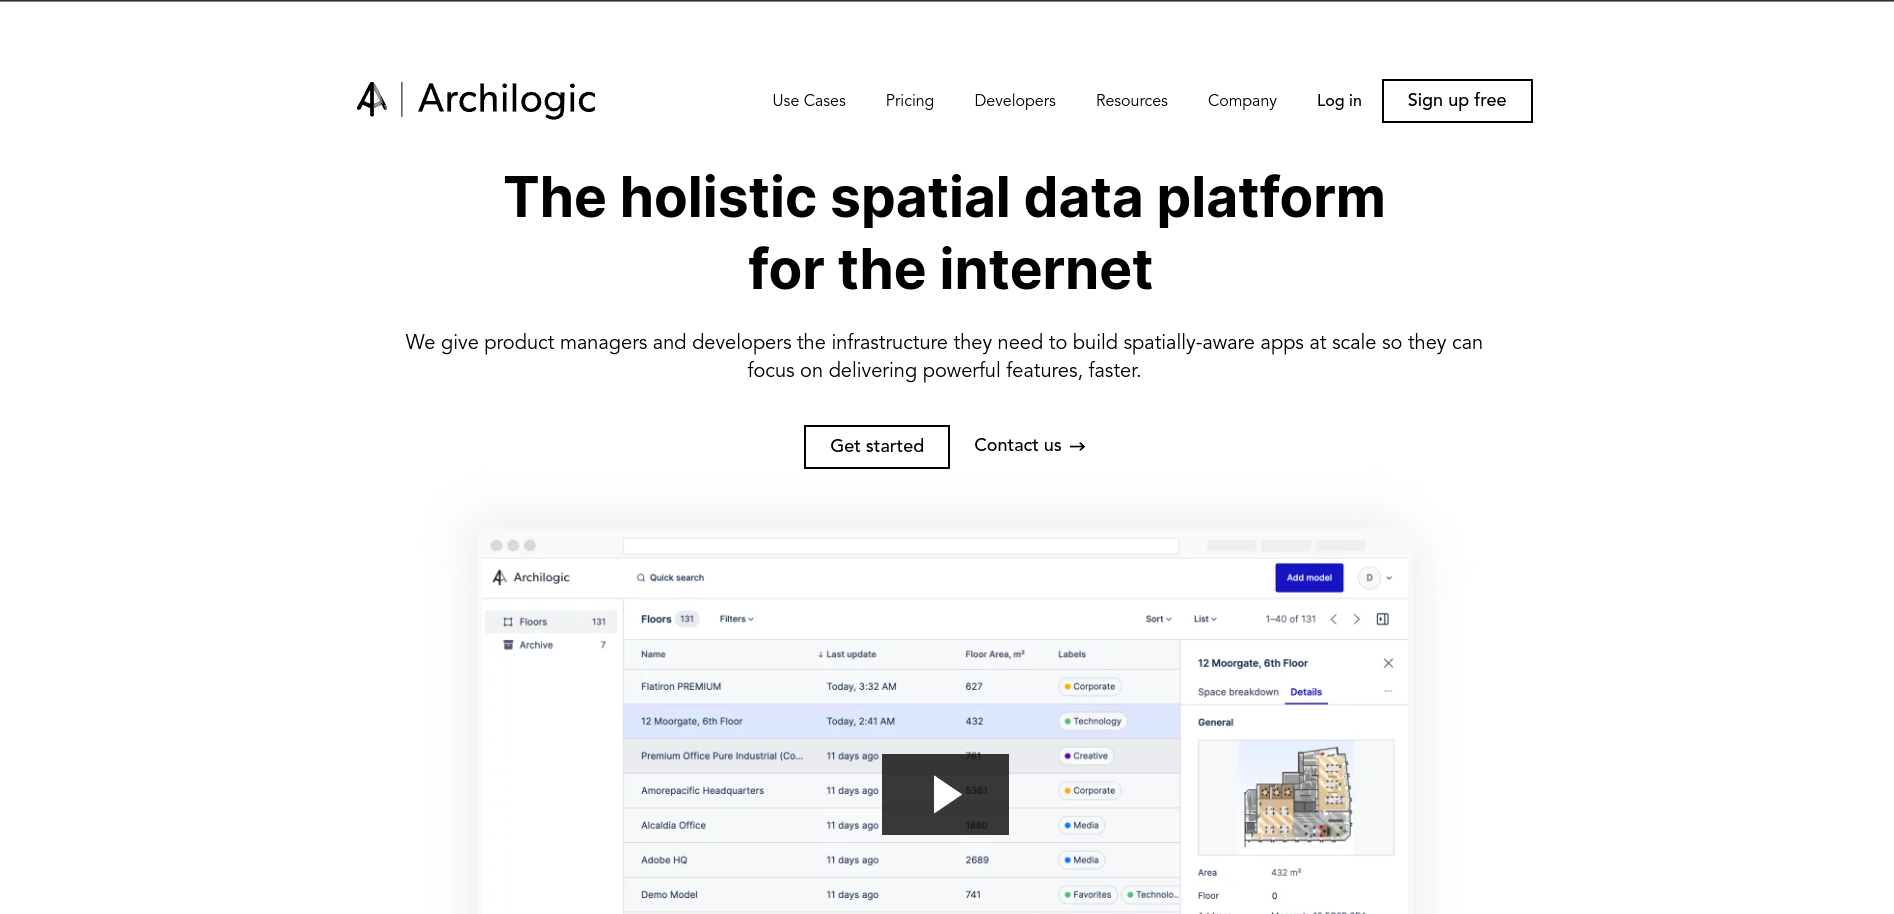 Archilogic
Use Cases
Pricing
Developers
Resources
Company
Log in
Sign up free
The holistic spatial data platform
for the internet
We give product managers and developers the infrastructure they need to build spatially-aware apps at scale so they can
focus on delivering powerful features, faster.
Get started
Contact us →
Archilogic
Quick search
Add model
D
Floors 131
Archive 7
Floors 131
Filters
Sort
List
1–40 of 131
Name ↓ Last update Floor Area, m² Labels
Flatiron PREMIUM Today, 3:32 AM 627 Corporate
12 Moorgate, 6th Floor Today, 2:41 AM 432 Technology
Premium Office Pure Industrial (Co... 11 days ago 761 Creative
Amorepacific Headquarters 11 days ago 5361 Corporate
Alcaldia Office 11 days ago 1880 Media
Adobe HQ 11 days ago 2689 Media
Demo Model 11 days ago 741 Favorites Technolo...
12 Moorgate, 6th Floor
Space breakdown Details ...
General
Area 432 m²
Floor 0